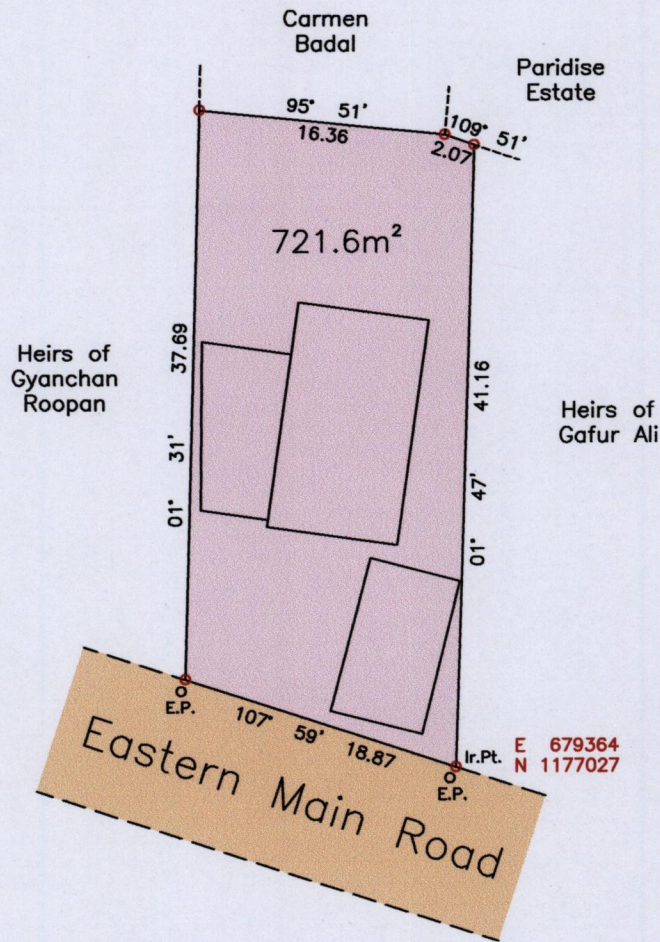 Carmen
Badal
Paridise
Estate
95° 51'
16.36
109° 51'
2.07
721.6m²
Heirs of
Gyanchan
Roopan
37.69
01° 31'
41.16
01° 47'
Heirs of
Gafur Ali
E.P.
107° 59' 18.87
Ir.Pt.
E.P.
E 679364
N 1177027
Eastern Main Road